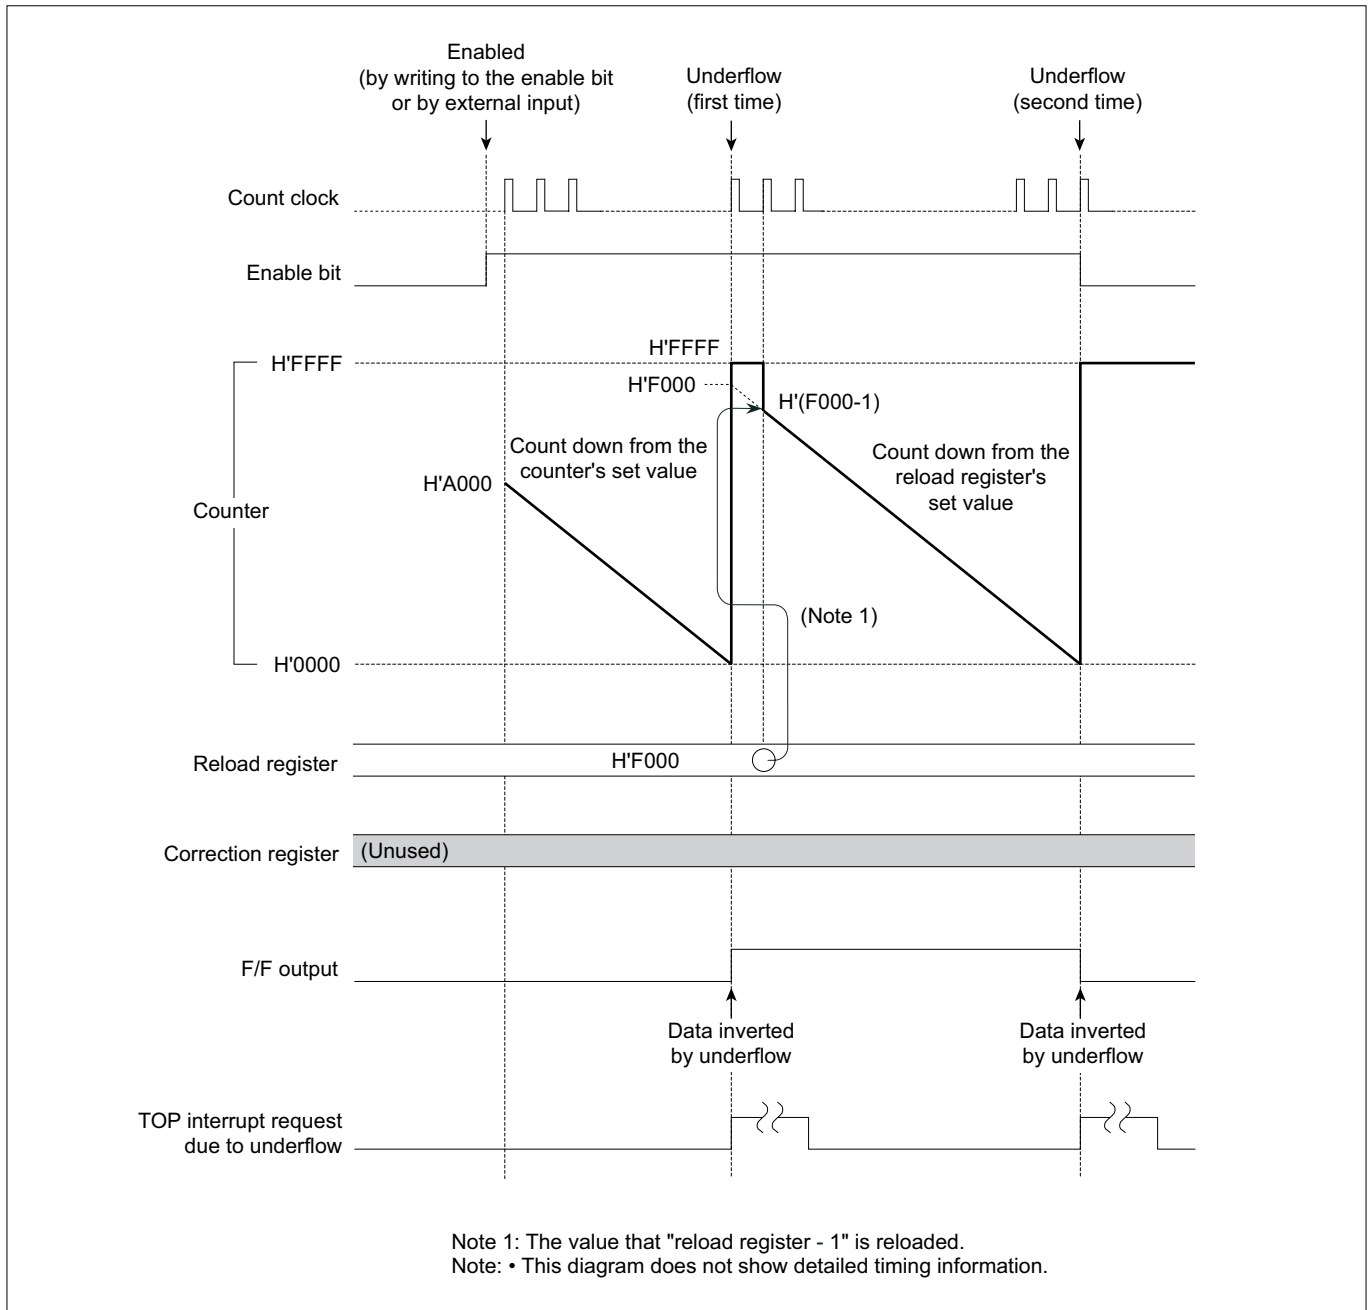 Enabled
(by writing to the enable bit
or by external input)
Underflow
(first time)
Underflow
(second time)
Count clock
Enable bit
H'FFFF
H'FFFF
H'F000
H'(F000-1)
Count down from the
counter's set value
Count down from the
reload register's
set value
H'A000
Counter
(Note 1)
H'0000
Reload register
H'F000
Correction register
(Unused)
F/F output
Data inverted
by underflow
Data inverted
by underflow
TOP interrupt request
due to underflow
Note 1: The value that "reload register - 1" is reloaded.
Note: • This diagram does not show detailed timing information.